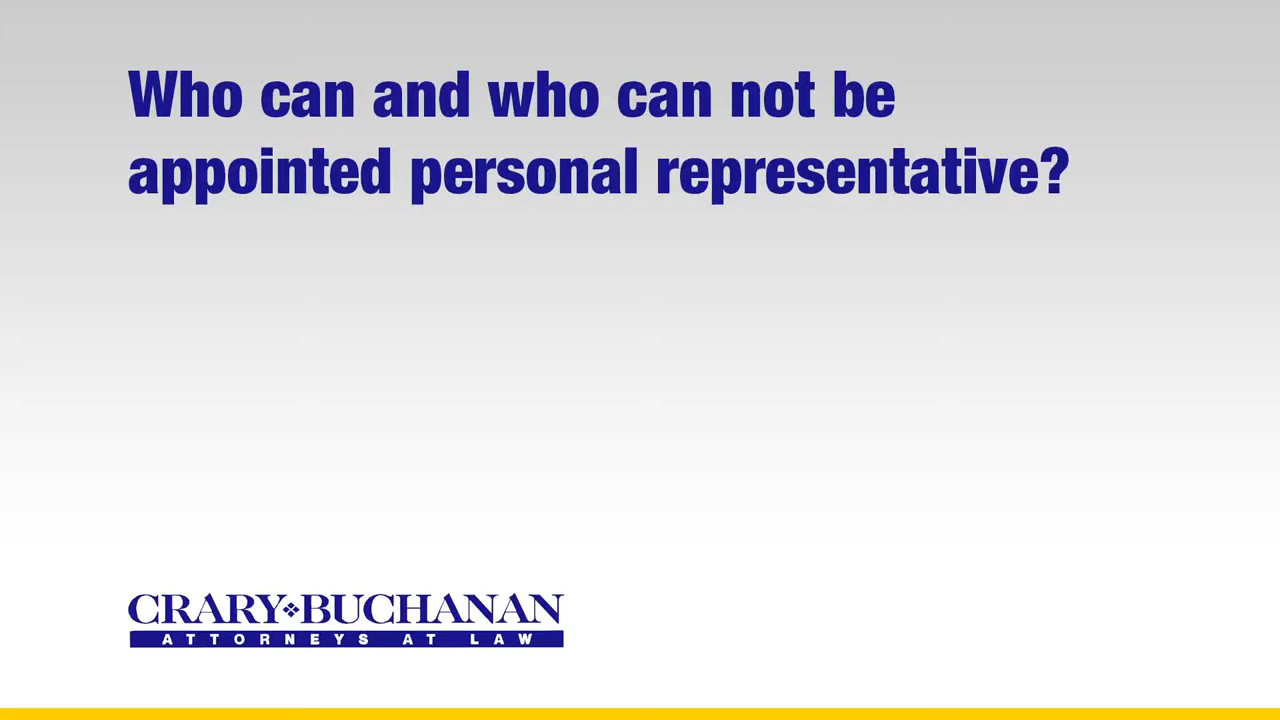 Who can and who can not be
appointed personal representative?
CRARY BUCHANAN
ATTORNEYS AT LAW